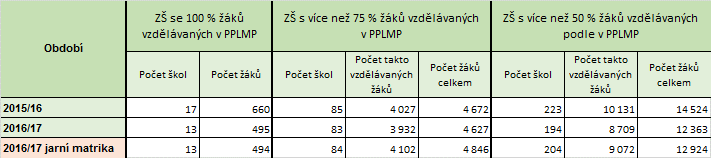 Období
ZŠ se 100 % žáků
vzdělávaných v PPLMP
ZŠ s více než 75 % žáků vzdělávaných
v PPLMP
ZŠ s více než 50 % žáků vzdělávaných
podle v PPLMP
Počet škol
Počet žáků
Počet škol
Počet takto
vzdělávaných
žáků
Počet žáků
celkem
Počet škol
Počet takto
vzdělávaných
žáků
Počet žáků
celkem
2015/16 17 660 85 4 027 4 672 223 10 131 14 524
2016/17 13 495 83 3 932 4 627 194 8 709 12 363
2016/17 jarní matrika 13 494 84 4 102 4 846 204 9 072 12 924